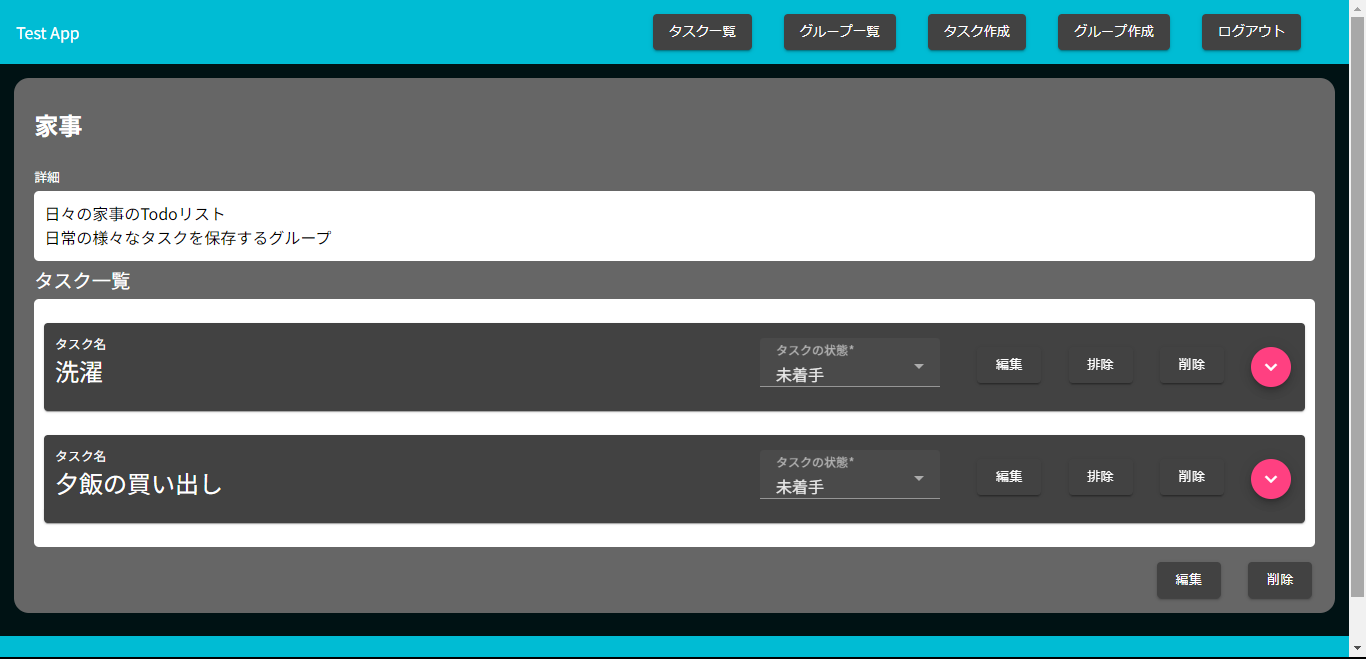 Test App
タスク一覧
グループ一覧
タスク作成
グループ作成
ログアウト
家事
詳細
日々の家事のTodoリスト
日常の様々なタスクを保存するグループ
タスク一覧
タスク名
洗濯
タスクの状態*
未着手
編集
排除
削除
タスク名
夕飯の買い出し
タスクの状態*
未着手
編集
排除
削除
編集
削除